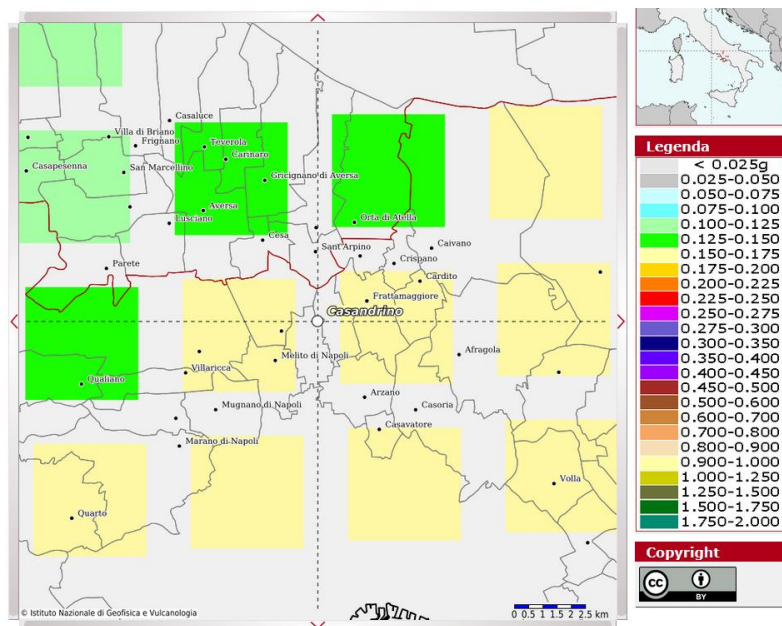 Casaluce
Villa di Briano
Frignano
Teverola
Carinaro
Casapesenna
San Marcellino
Gricignano di Aversa
Aversa
Lusciano
Orta di Atella
Cesa
Sant'Arpino
Caivano
Crispano
Parete
Cardito
Frattamaggiore
Casandrino
Afragola
Melito di Napoli
Villaricca
Qualiano
Arzano
Mugnano di Napoli
Casoria
Casavatore
Marano di Napoli
Volla
Quarto
© Istituto Nazionale di Geofisica e Vulcanologia
0 0.5 1 1.5 2 2.5 km
Legenda
< 0.025g
0.025-0.050
0.050-0.075
0.075-0.100
0.100-0.125
0.125-0.150
0.150-0.175
0.175-0.200
0.200-0.225
0.225-0.250
0.250-0.275
0.275-0.300
0.300-0.350
0.350-0.400
0.400-0.450
0.450-0.500
0.500-0.600
0.600-0.700
0.700-0.800
0.800-0.900
0.900-1.000
1.000-1.250
1.250-1.500
1.500-1.750
1.750-2.000
Copyright
cc
BY